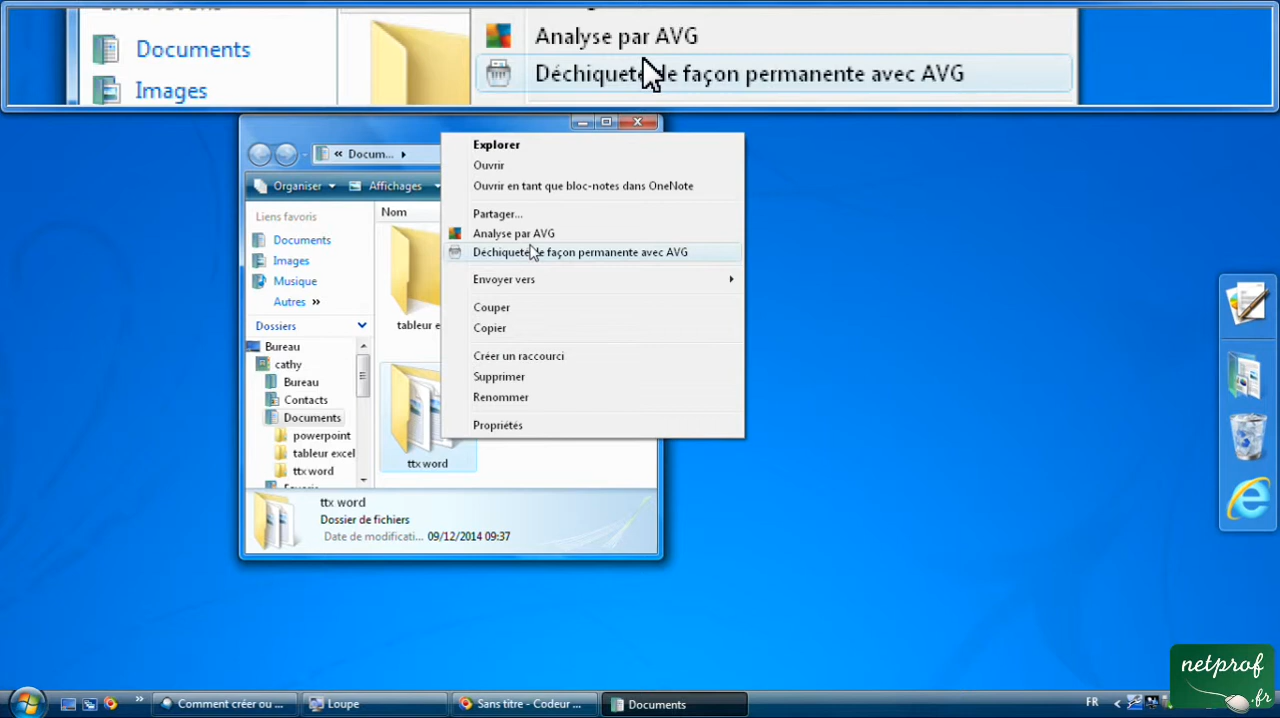 Documents
Images
Analyse par AVG
Déchiquete de façon permanente avec AVG
« Docum...
Organiser
Affichages
Liens favoris
Documents
Images
Musique
Autres »
Dossiers
Bureau
cathy
Bureau
Contacts
Documents
powerpoint
tableur excel
ttx word
Nom
tableur e
ttx word
Explorer
Ouvrir
Ouvrir en tant que bloc-notes dans OneNote
Partager...
Analyse par AVG
Déchiquete de façon permanente avec AVG
Envoyer vers
Couper
Copier
Créer un raccourci
Supprimer
Renommer
Propriétés
ttx word
Dossier de fichiers
Date de modificati... 09/12/2014 09:37
Comment créer ou ...
Loupe
Sans titre - Codeur ...
Documents
FR
netprof
.fr